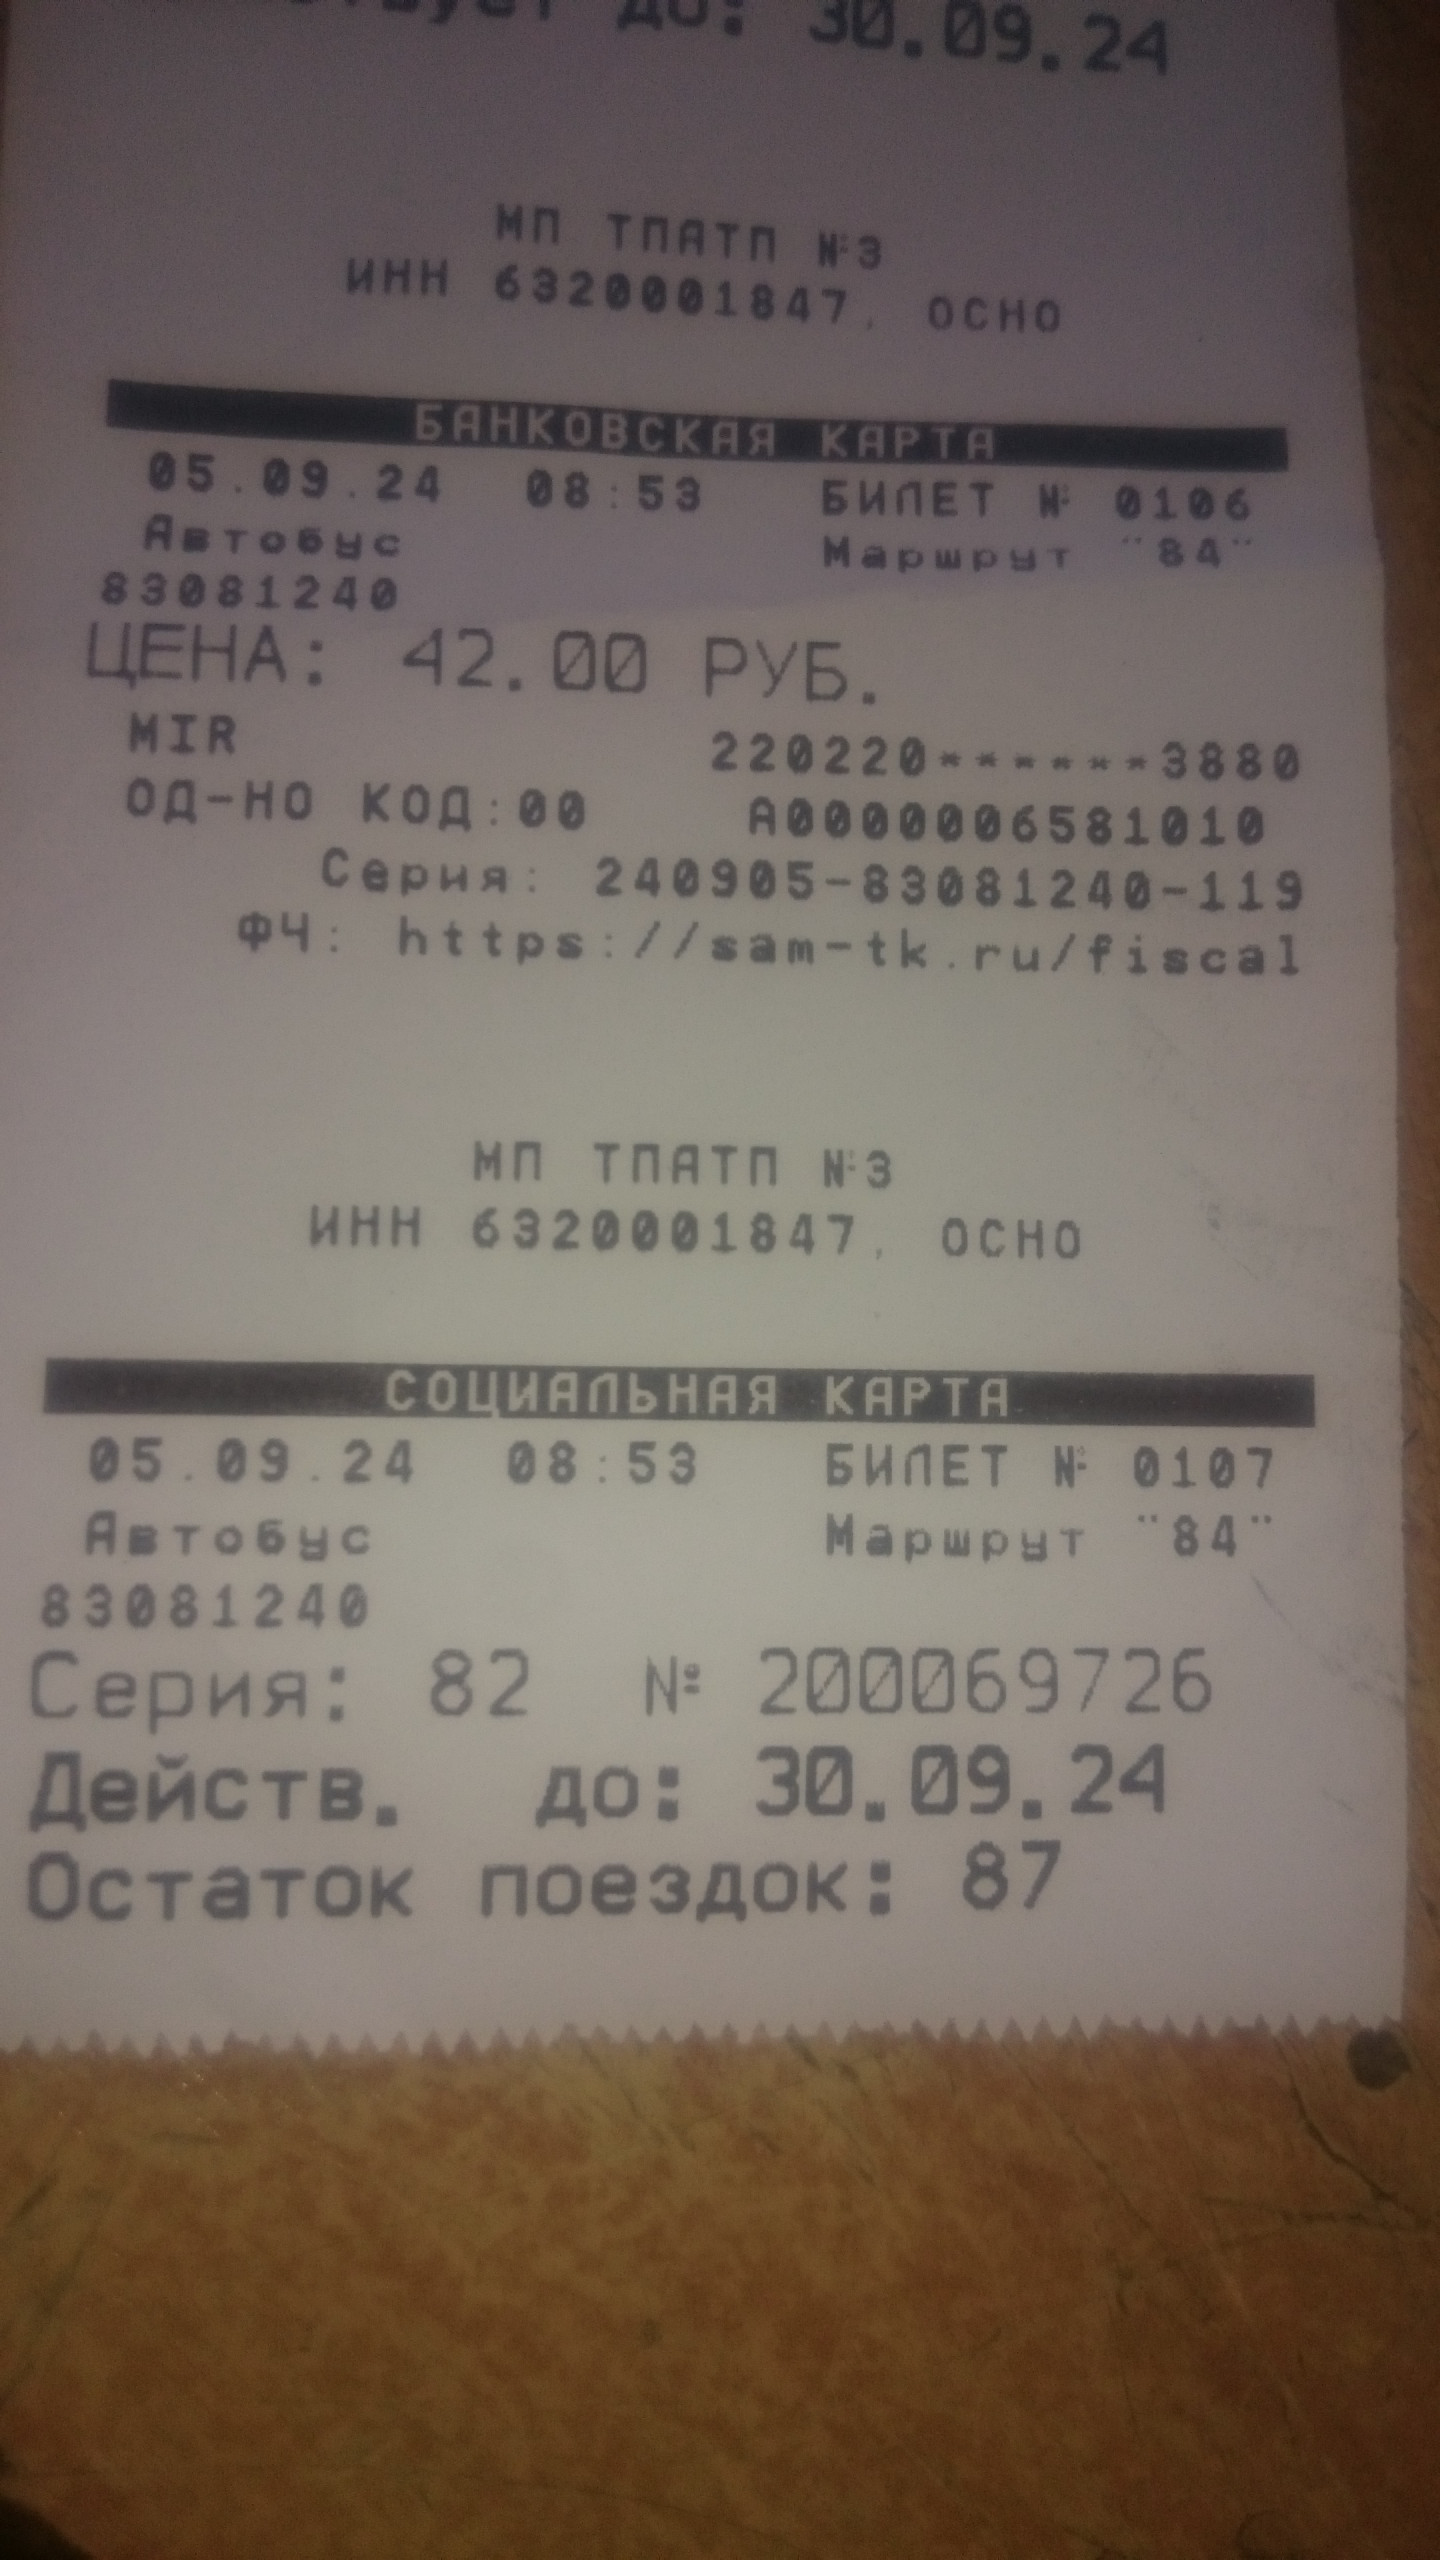 до: 30.09.24
МП ТПАТП №3
ИНН 6320001847, ОСНО
БАНКОВСКАЯ КАРТА
05.09.24 08:53 БИЛЕТ № 0106
Автобус Маршрут "84"
83081240
ЦЕНА: 42.00 РУБ.
MIR 220220******3880
ОД-НО КОД:00 A0000006581010
Серия: 240905-83081240-119
ФЧ: https://sam-tk.ru/fiscal
МП ТПАТП №3
ИНН 6320001847, ОСНО
СОЦИАЛЬНАЯ КАРТА
05.09.24 08:53 БИЛЕТ № 0107
Автобус Маршрут "84"
83081240
Серия: 82 № 200069726
Действ. до: 30.09.24
Остаток поездок: 87